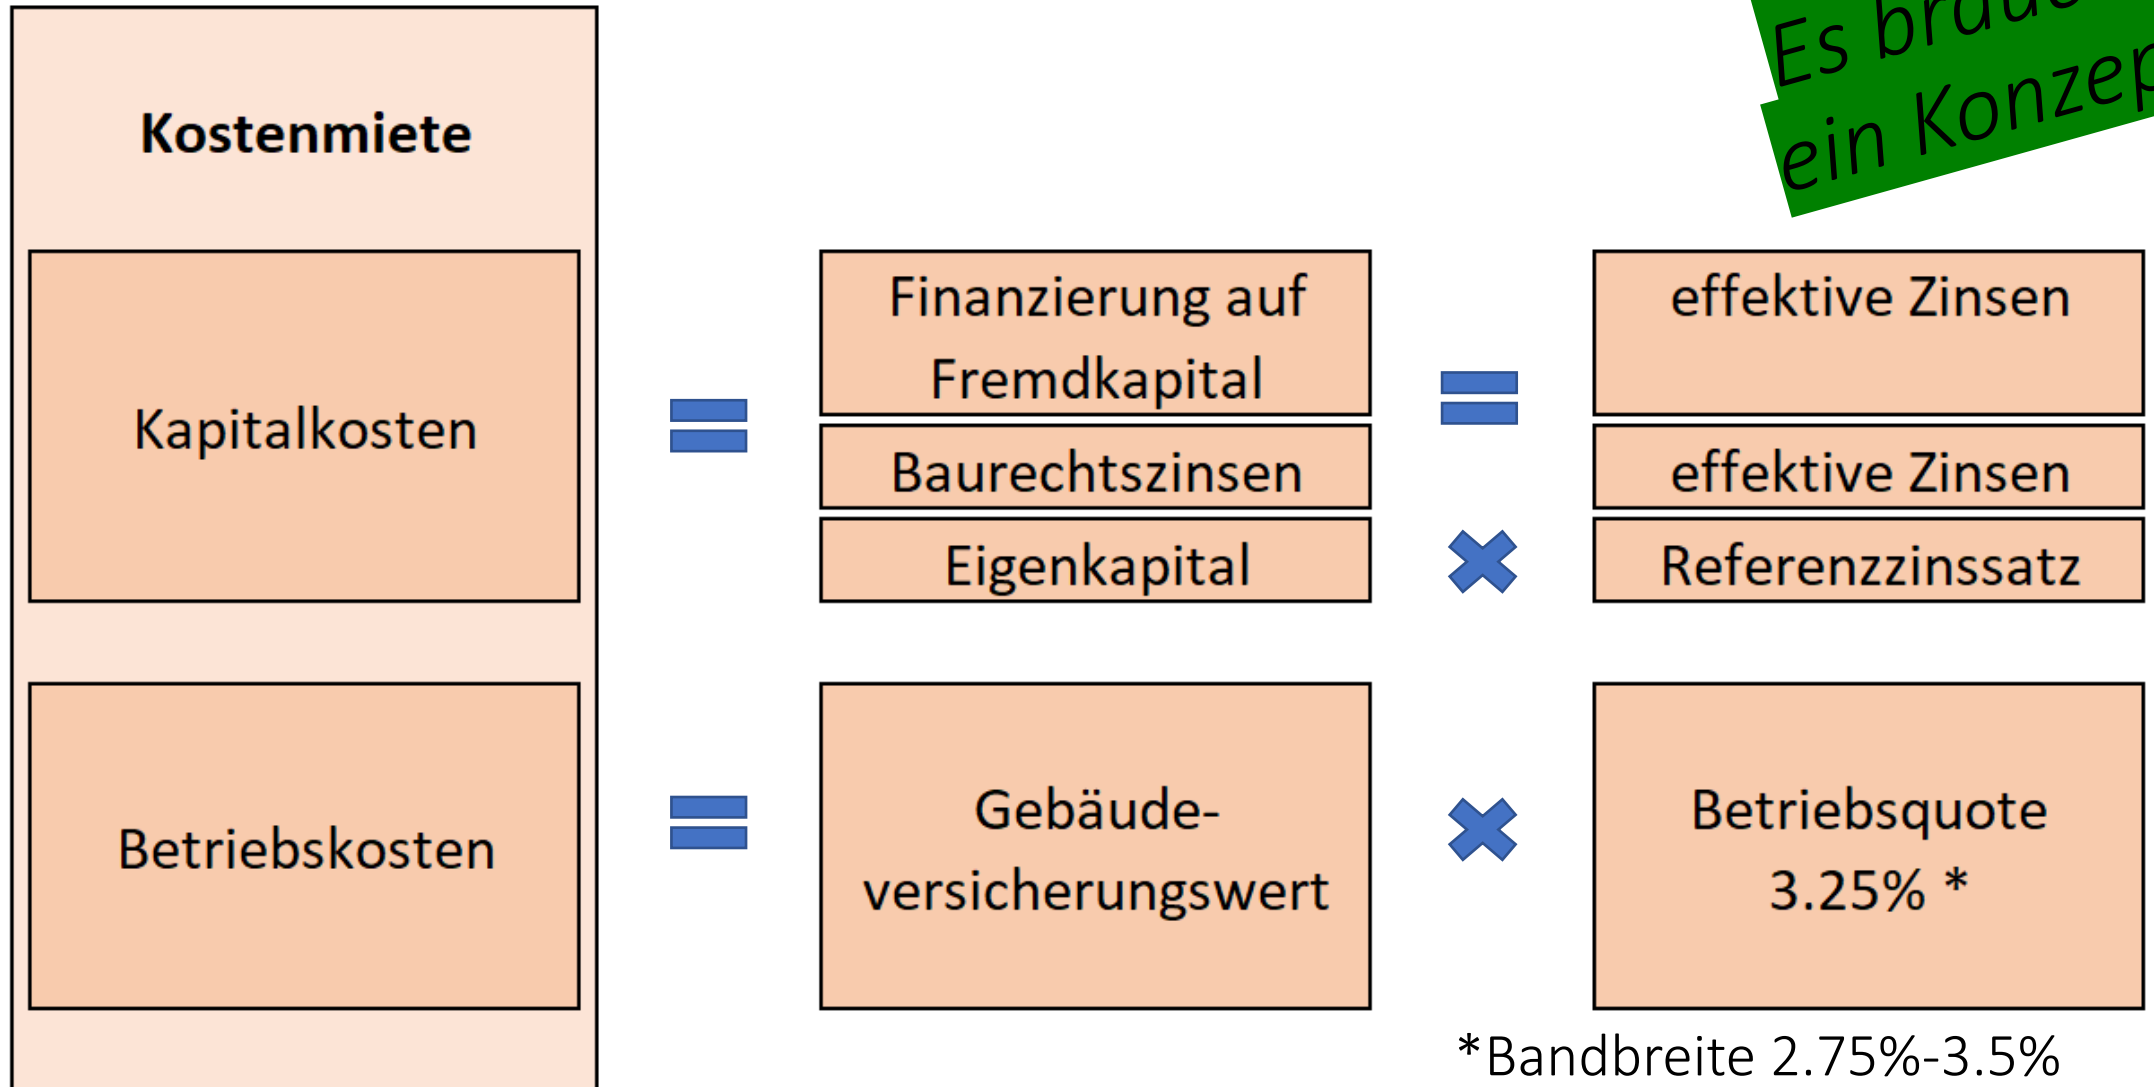 Es
ein
Kostenmiete
Kapitalkosten
Finanzierung auf
Fremdkapital
effektive Zinsen
Baurechtszinsen
effektive Zinsen
Eigenkapital
Referenzzinssatz
Betriebskosten
Gebäude-
versicherungswert
Betriebsquote
3.25% *
*Bandbreite 2.75%-3.5%